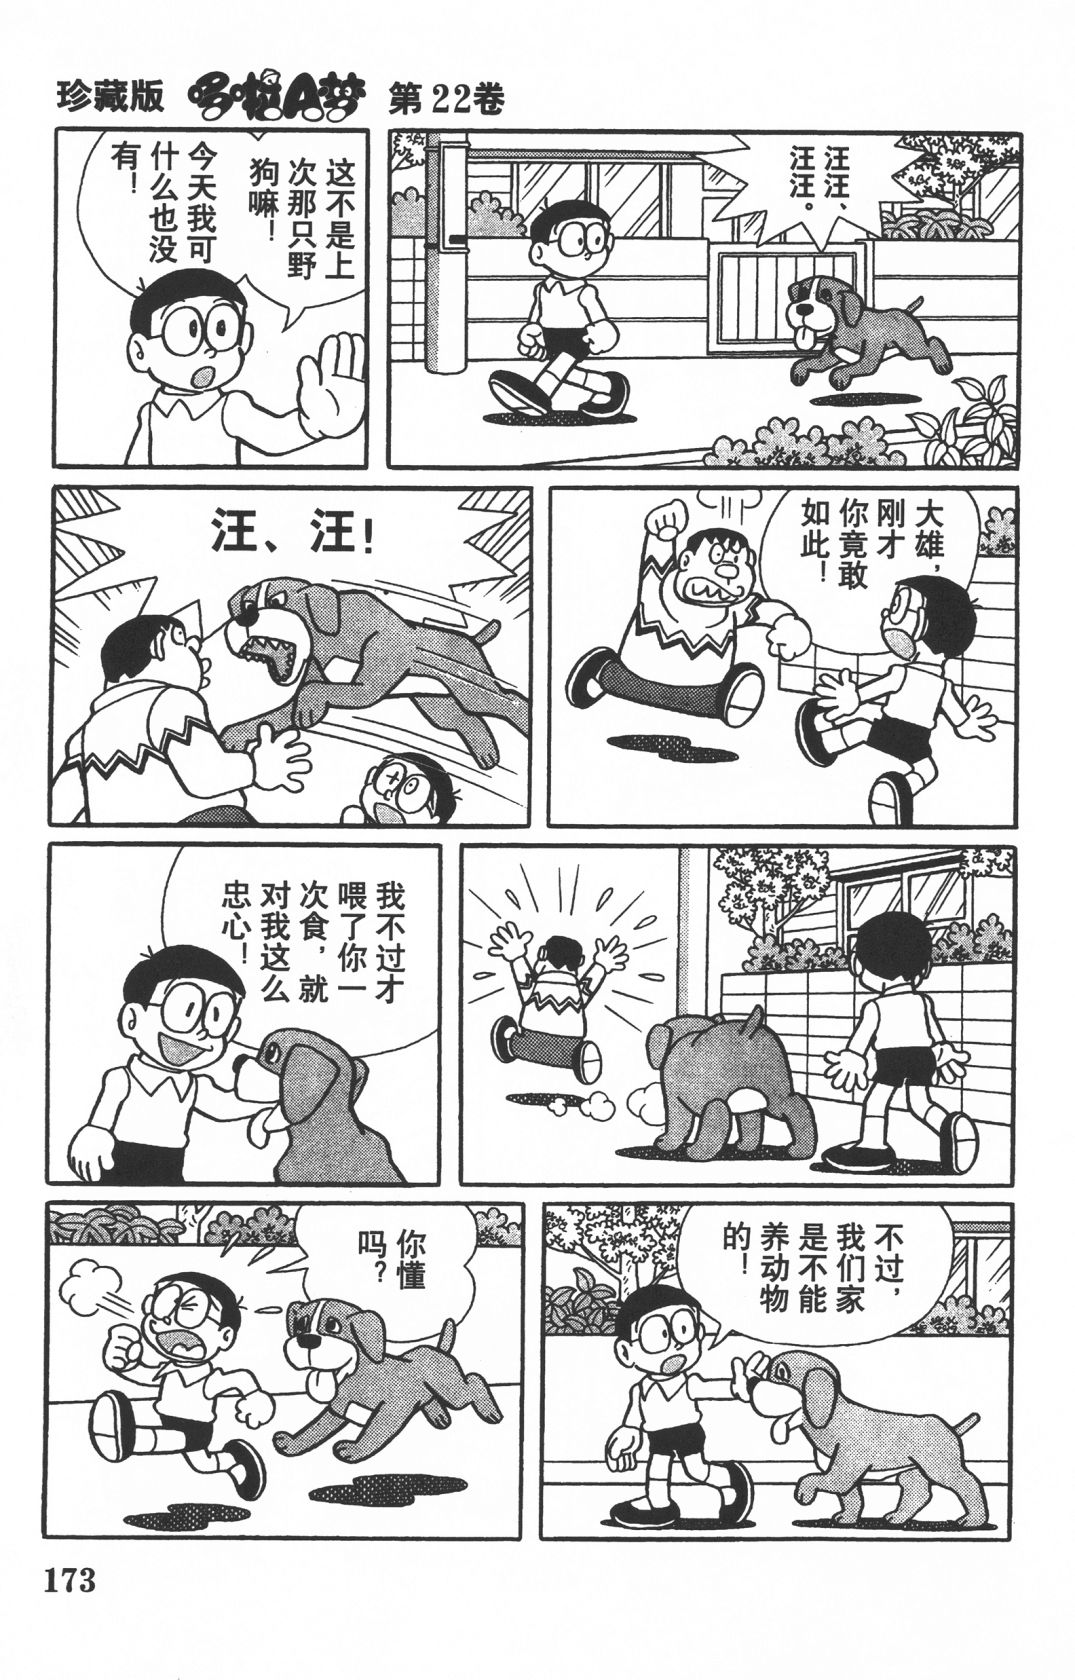 珍藏版 哆啦A梦 第22卷
汪汪、
汪汪。
这不是上
次那只野
狗嘛！
今天我可
什么也没
有！
大雄，
刚才
你竟敢
如此！
汪、汪！
我不过才
喂了你一
次食，就
对我这么
忠心！
不过，
我们家
是不能
养动物
的！
你懂
吗？
173